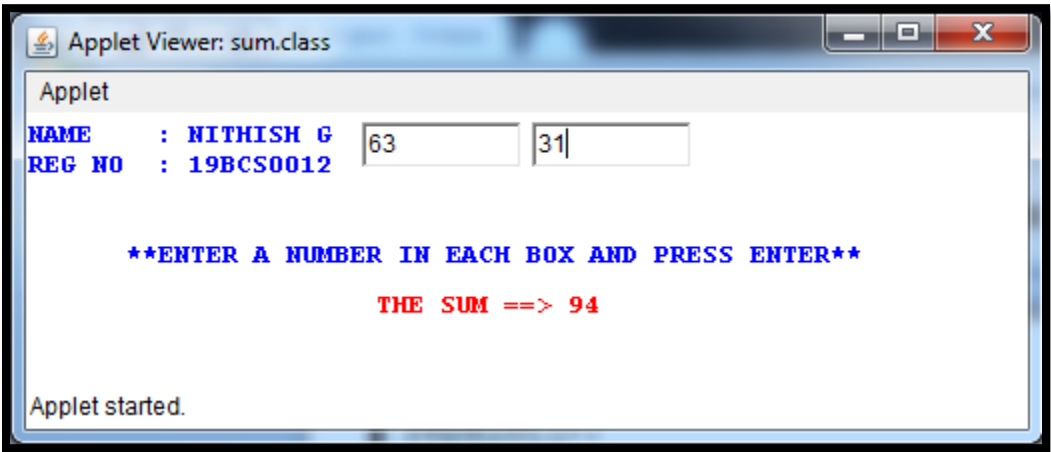 Applet Viewer: sum.class
Applet
NAME : NITHISH G
63
31
REG NO : 19BCS0012
**ENTER A NUMBER IN EACH BOX AND PRESS ENTER**
THE SUM ==> 94
Applet started.